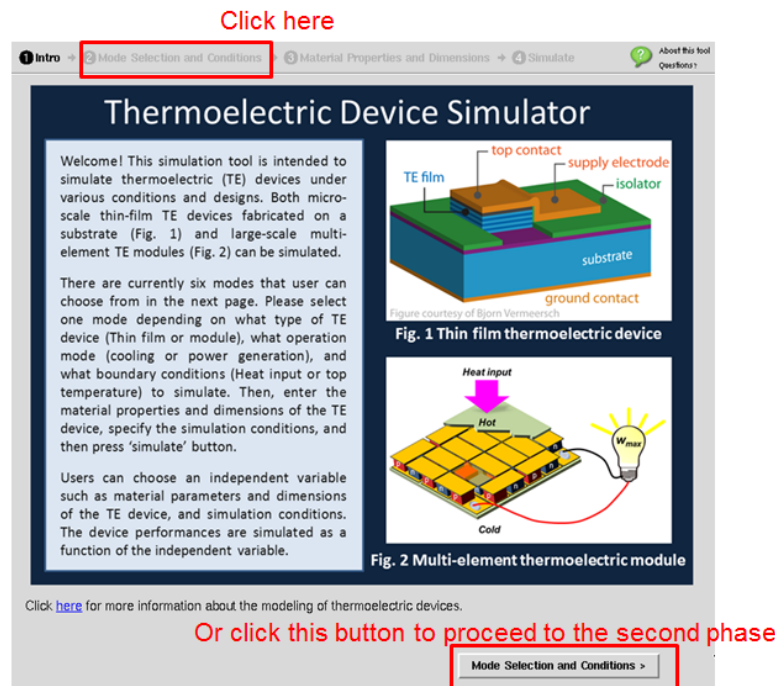 Click here
1 Intro → 2 Mode Selection and Conditions → 3 Material Properties and Dimensions → 4 Simulate
? About this tool
Questions?
Thermoelectric Device Simulator
Welcome! This simulation tool is intended to
simulate thermoelectric (TE) devices under
various conditions and designs. Both micro-
scale thin-film TE devices fabricated on a
substrate (Fig. 1) and large-scale multi-
element TE modules (Fig. 2) can be simulated.
There are currently six modes that user can
choose from in the next page. Please select
one mode depending on what type of TE
device (Thin film or module), what operation
mode (cooling or power generation), and
what boundary conditions (Heat input or top
temperature) to simulate. Then, enter the
material properties and dimensions of the TE
device, specify the simulation conditions, and
then press 'simulate' button.
Users can choose an independent variable
such as material parameters and dimensions
of the TE device, and simulation conditions.
The device performances are simulated as a
function of the independent variable.
top contact
supply electrode
TE film
isolator
substrate
ground contact
Figure courtesy of Bjorn Vermeersch
Fig. 1 Thin film thermoelectric device
Heat input
Hot
Wmax
Cold
Fig. 2 Multi-element thermoelectric module
Click here for more information about the modeling of thermoelectric devices.
Or click this button to proceed to the second phase
Mode Selection and Conditions >